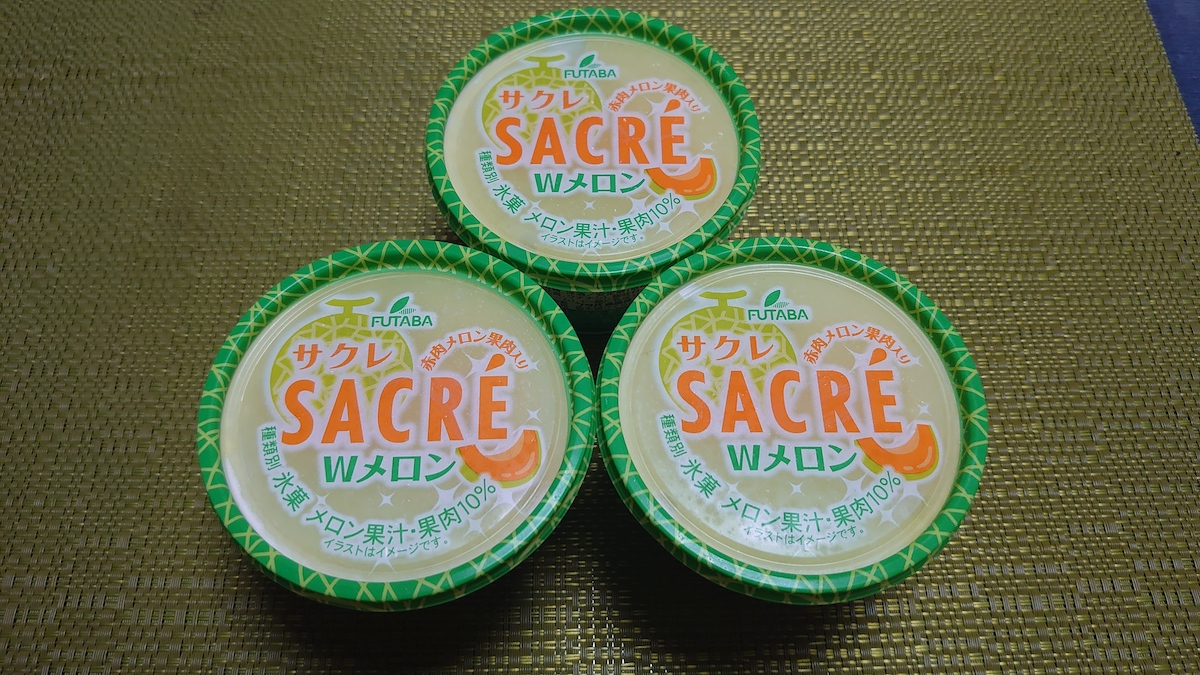 FUTABA
サクレ
赤肉メロン果肉入り
SACRÉ
Wメロン
種類別 氷菓 メロン果汁・果肉10%
イラストはイメージです。
FUTABA
サクレ
赤肉メロン果肉入り
SACRÉ
Wメロン
種類別 氷菓 メロン果汁・果肉10%
イラストはイメージです。
FUTABA
サクレ
赤肉メロン果肉入り
SACRÉ
Wメロン
種類別 氷菓 メロン果汁・果肉10%
イラストはイメージです。